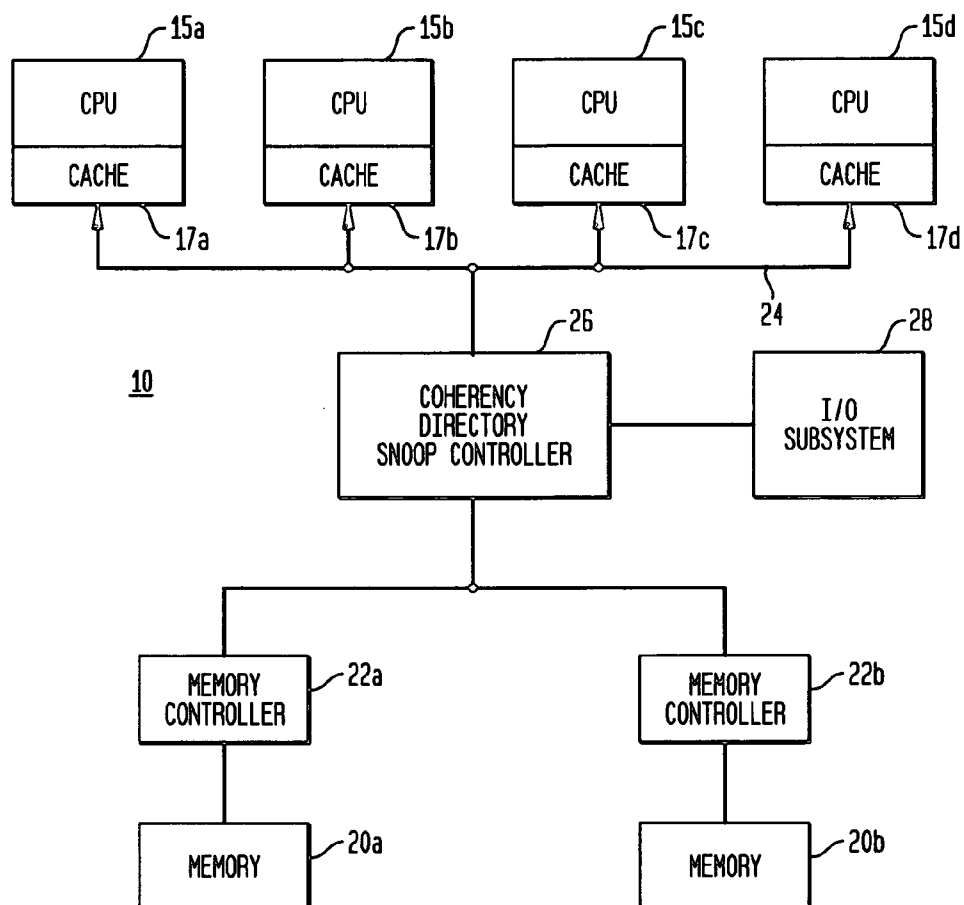 15a
15b
15c
15d
CPU
CPU
CPU
CPU
CACHE
CACHE
CACHE
CACHE
17a
17b
17c
17d
24
26
28
10
COHERENCY
DIRECTORY
SNOOP CONTROLLER
I/O
SUBSYSTEM
22a
22b
MEMORY
CONTROLLER
MEMORY
CONTROLLER
20a
20b
MEMORY
MEMORY